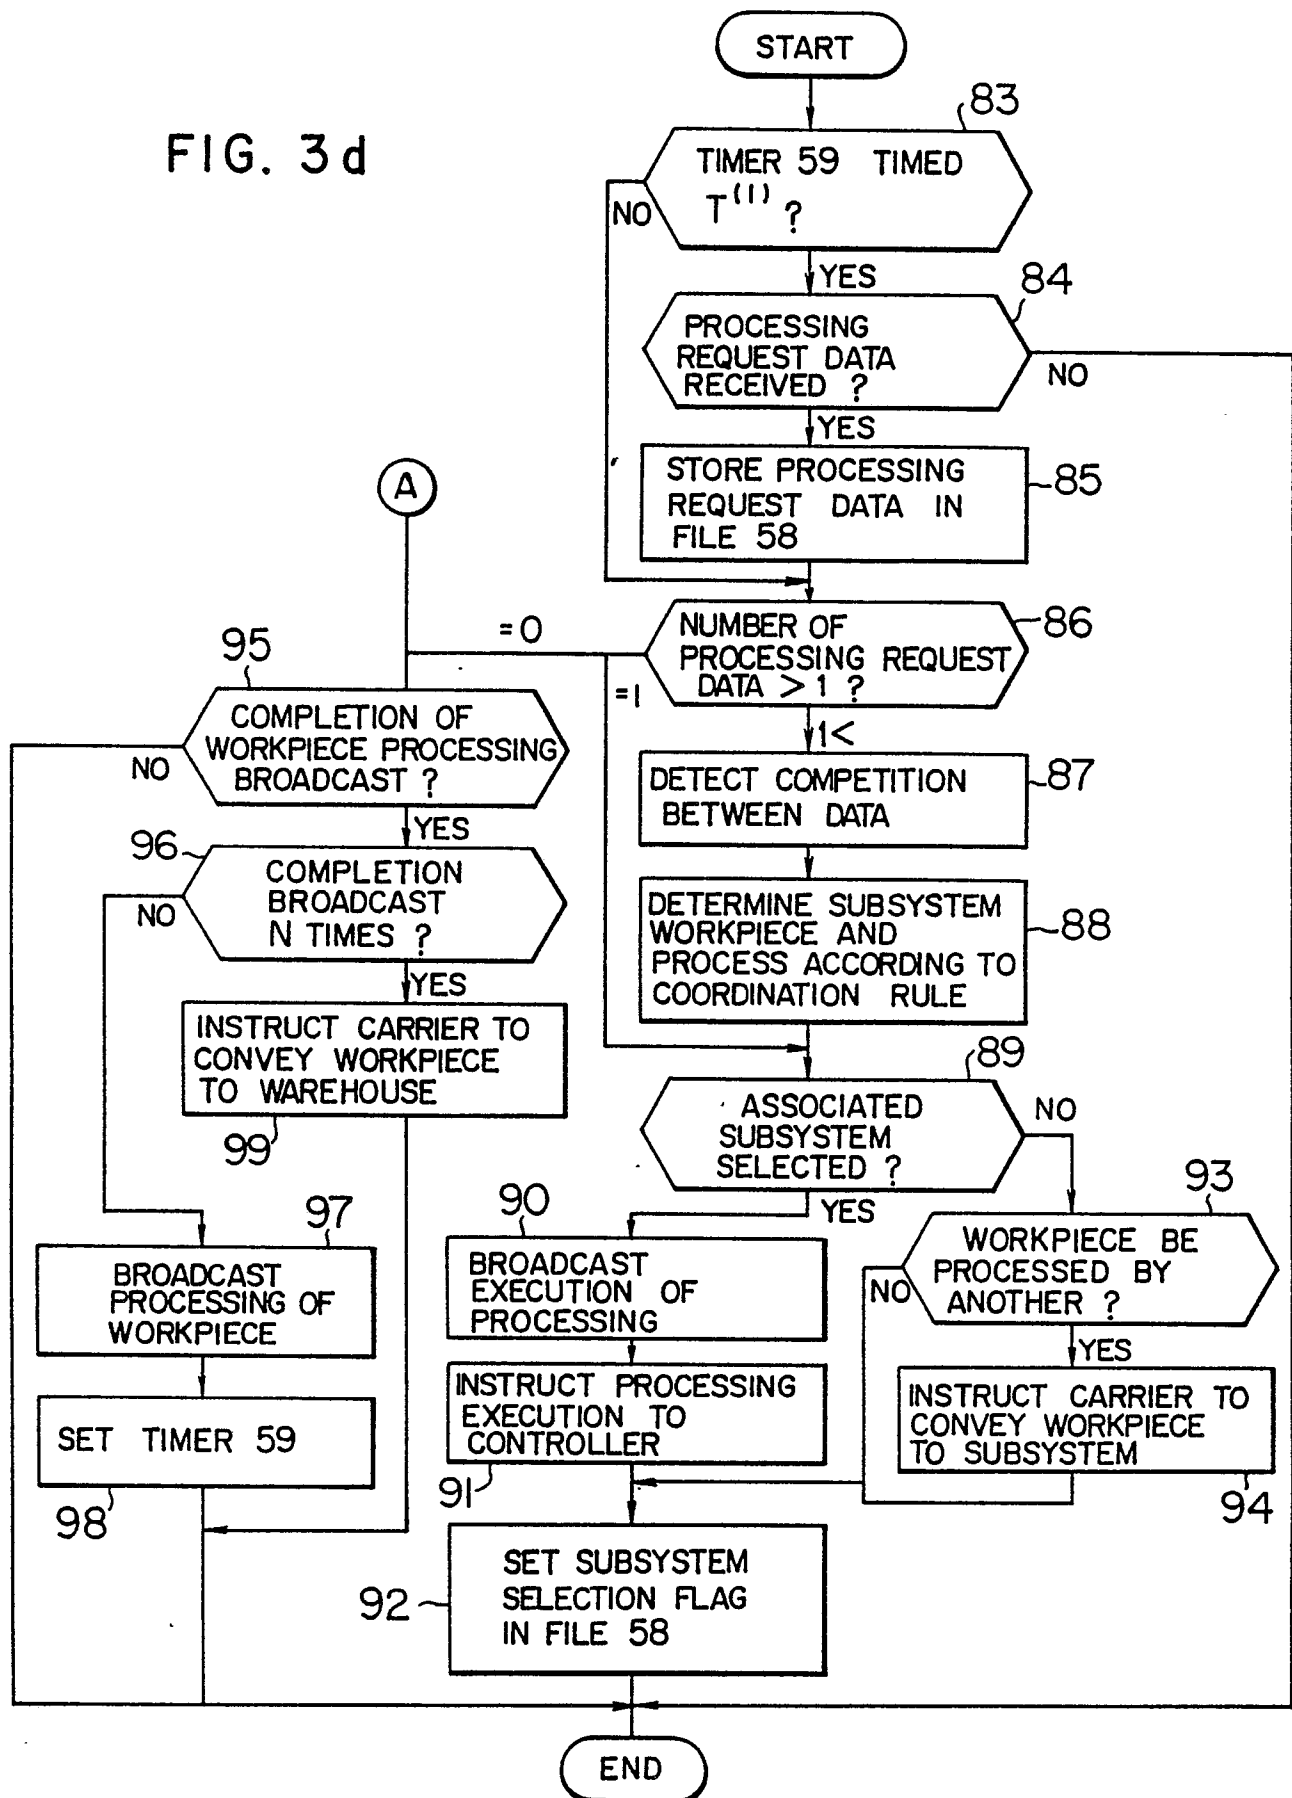 FIG. 3d
START
83
TIMER 59 TIMED
T(1) ?
NO
YES
84
PROCESSING
REQUEST DATA
RECEIVED ?
NO
YES
STORE PROCESSING
REQUEST DATA IN
FILE 58
85
A
86
NUMBER OF
PROCESSING REQUEST
DATA > 1 ?
=0
=1
1<
DETECT COMPETITION
BETWEEN DATA
87
DETERMINE SUBSYSTEM
WORKPIECE AND
PROCESS ACCORDING TO
COORDINATION RULE
88
89
ASSOCIATED
SUBSYSTEM
SELECTED ?
NO
YES
90
BROADCAST
EXECUTION OF
PROCESSING
INSTRUCT PROCESSING
EXECUTION TO
CONTROLLER
91
SET SUBSYSTEM
SELECTION FLAG
IN FILE 58
92
93
WORKPIECE BE
PROCESSED BY
ANOTHER ?
NO
YES
INSTRUCT CARRIER TO
CONVEY WORKPIECE
TO SUBSYSTEM
94
95
COMPLETION OF
WORKPIECE PROCESSING
BROADCAST ?
NO
YES
96
COMPLETION
BROADCAST
N TIMES ?
NO
YES
INSTRUCT CARRIER TO
CONVEY WORKPIECE
TO WAREHOUSE
99
97
BROADCAST
PROCESSING OF
WORKPIECE
SET TIMER 59
98
END